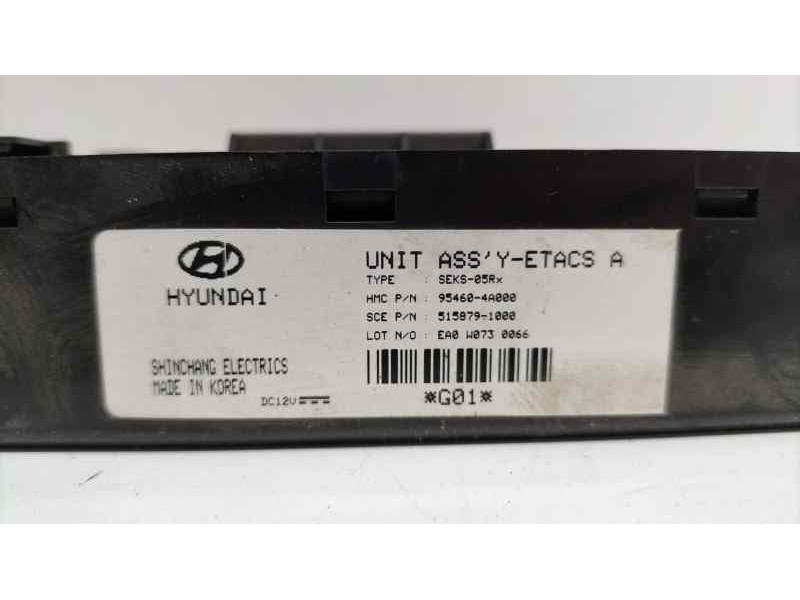 HYUNDAI
UNIT ASS'Y-ETACS A
TYPE : SEKS-05Rx
HMC P/N : 95460-4A000
SCE P/N : 515879-1000
LOT N/O : EA0 W073 0066
SHINCHANG ELECTRICS
MADE IN KOREA
DC12V
*G01*